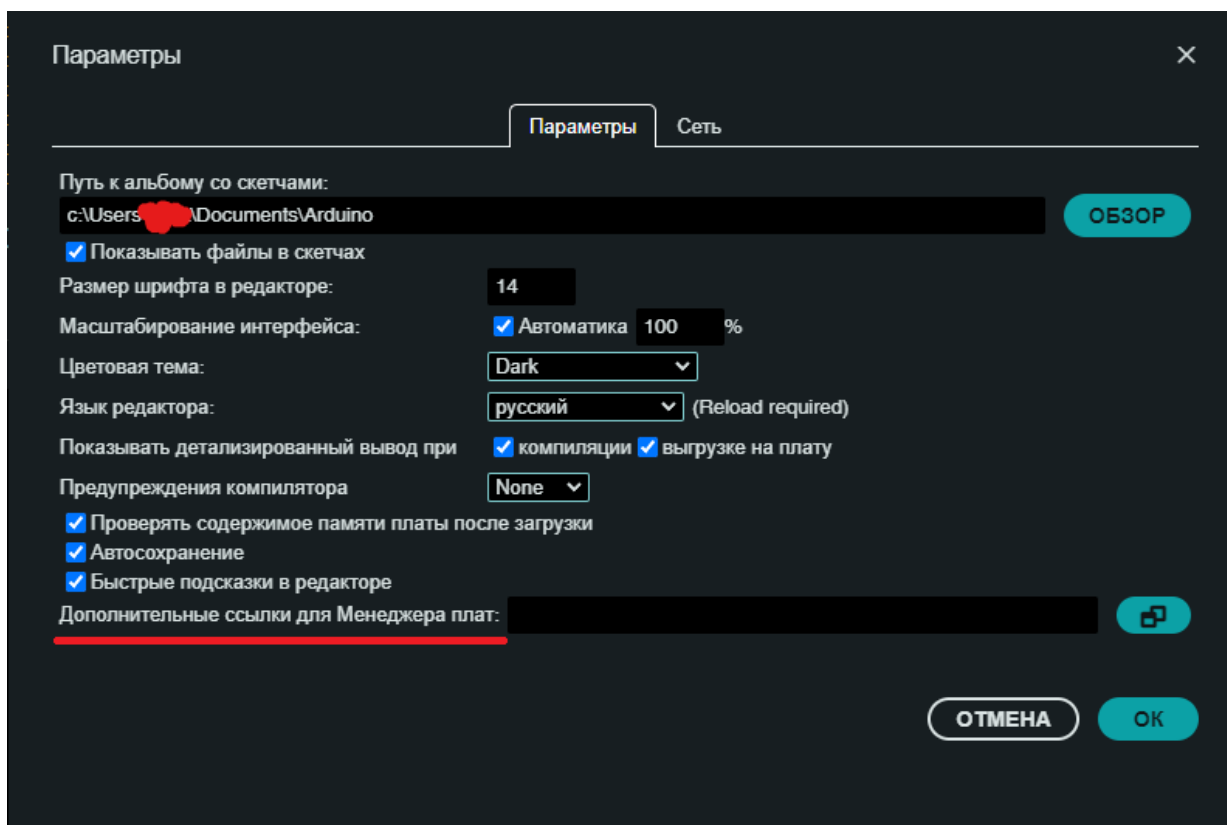 Параметры
Параметры Сеть
Путь к альбому со скетчами:
c:\Users \Documents\Arduino ОБЗОР
Показывать файлы в скетчах
Размер шрифта в редакторе: 14
Масштабирование интерфейса: Автоматика 100 %
Цветовая тема: Dark
Язык редактора: русский (Reload required)
Показывать детализированный вывод при компиляции выгрузке на плату
Предупреждения компилятора None
Проверять содержимое памяти платы после загрузки
Автосохранение
Быстрые подсказки в редакторе
Дополнительные ссылки для Менеджера плат:
ОТМЕНА ОК